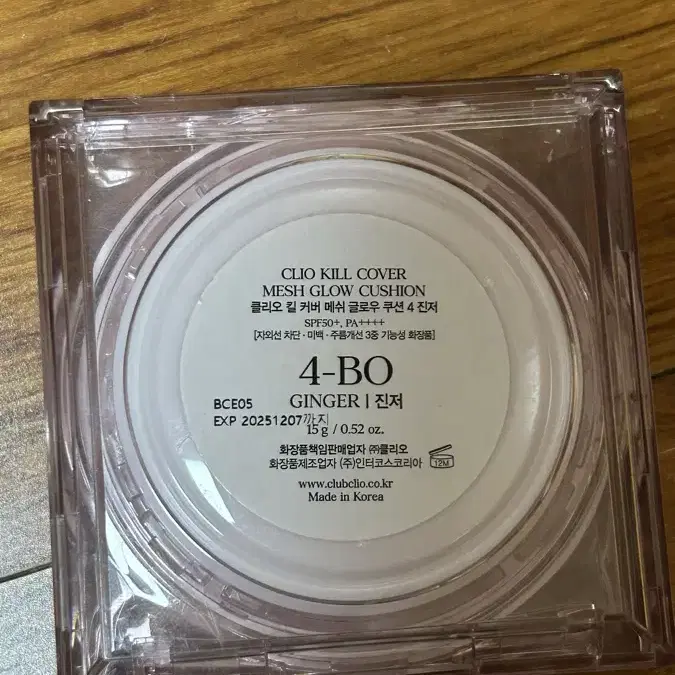 CLIO KILL COVER
MESH GLOW CUSHION
클리오 킬 커버 메쉬 글로우 쿠션 4 진저
SPF50+, PA++++
[자외선 차단 · 미백 · 주름개선 3중 기능성 화장품]
4-BO
GINGER | 진저
BCE05
EXP 20251207까지
15 g / 0.52 oz.
화장품책임판매업자 ㈜클리오
화장품제조업자 (주)인터코스코리아
12M
www.clubclio.co.kr
Made in Korea